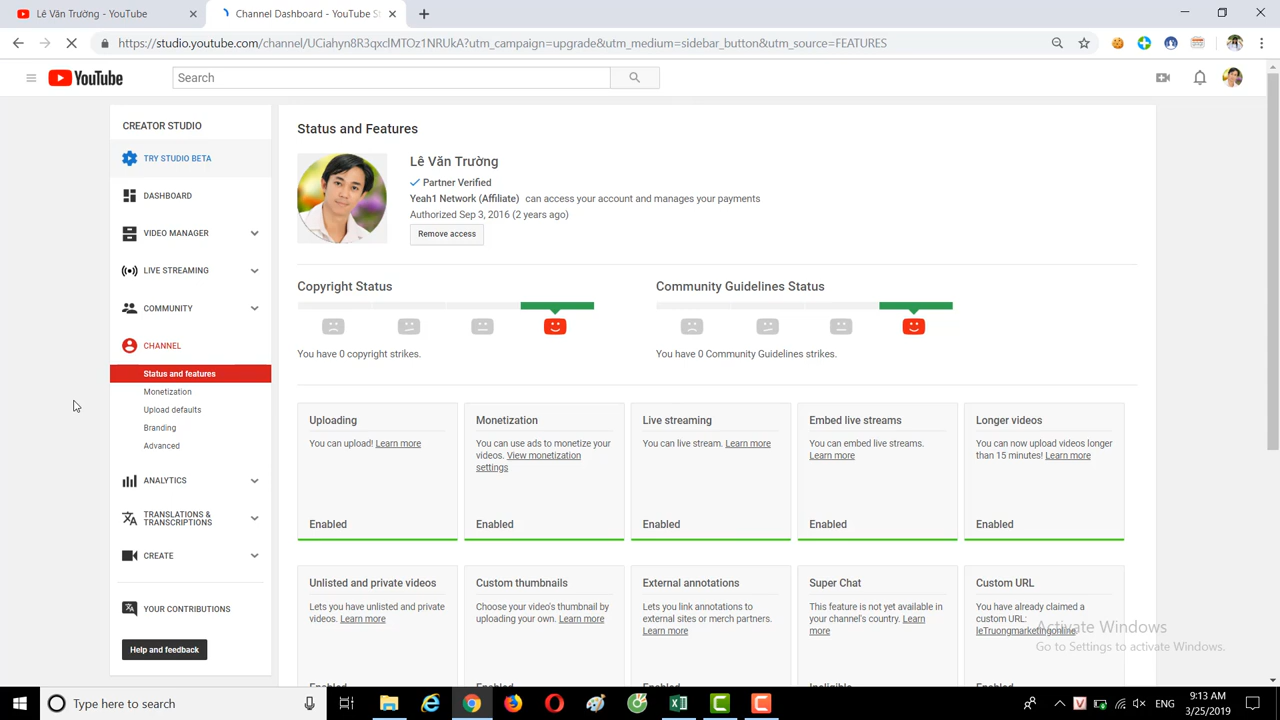 Lê Văn Trường - YouTube
Channel Dashboard - YouTube S
https://studio.youtube.com/channel/UCiahyn8R3qxclMTOz1NRUkA?utm_campaign=upgrade&utm_medium=sidebar_button&utm_source=FEATURES
YouTube
Search
CREATOR STUDIO
TRY STUDIO BETA
DASHBOARD
VIDEO MANAGER
LIVE STREAMING
COMMUNITY
CHANNEL
Status and features
Monetization
Upload defaults
Branding
Advanced
ANALYTICS
TRANSLATIONS &
TRANSCRIPTIONS
CREATE
YOUR CONTRIBUTIONS
Help and feedback
Status and Features
Lê Văn Trường
Partner Verified
Yeah1 Network (Affiliate) can access your account and manages your payments
Authorized Sep 3, 2016 (2 years ago)
Remove access
Copyright Status
You have 0 copyright strikes.
Community Guidelines Status
You have 0 Community Guidelines strikes.
Uploading
You can upload! Learn more
Enabled
Monetization
You can use ads to monetize your
videos. View monetization
settings
Enabled
Live streaming
You can live stream. Learn more
Enabled
Embed live streams
You can embed live streams.
Learn more
Enabled
Longer videos
You can now upload videos longer
than 15 minutes! Learn more
Enabled
Unlisted and private videos
Lets you have unlisted and private
videos. Learn more
Enabled
Custom thumbnails
Choose your video's thumbnail by
uploading your own. Learn more
Enabled
External annotations
Lets you link annotations to
external sites or merch partners.
Learn more
Enabled
Super Chat
This feature is not yet available in
your channel's country. Learn
more
Ineligible
Custom URL
You have already claimed a
custom URL:
leTruongmarketingonline
Enabled
Activate Windows
Go to Settings to activate Windows.
Type here to search
ENG
9:13 AM
3/25/2019